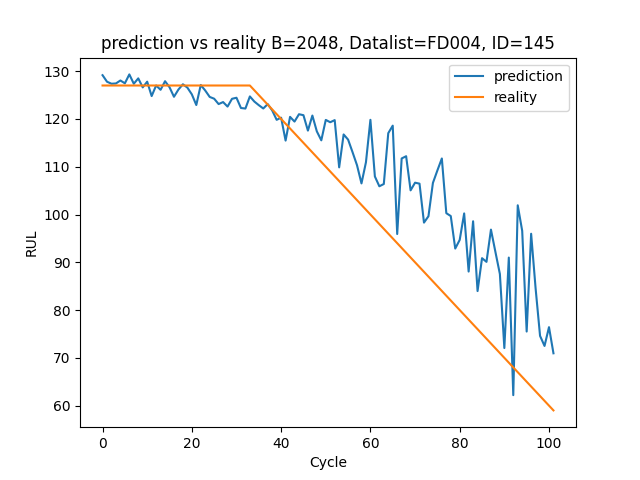 prediction vs reality B=2048, Datalist=FD004, ID=145
prediction
reality
130
120
110
100
90
80
70
60
RUL
0 20 40 60 80 100
Cycle